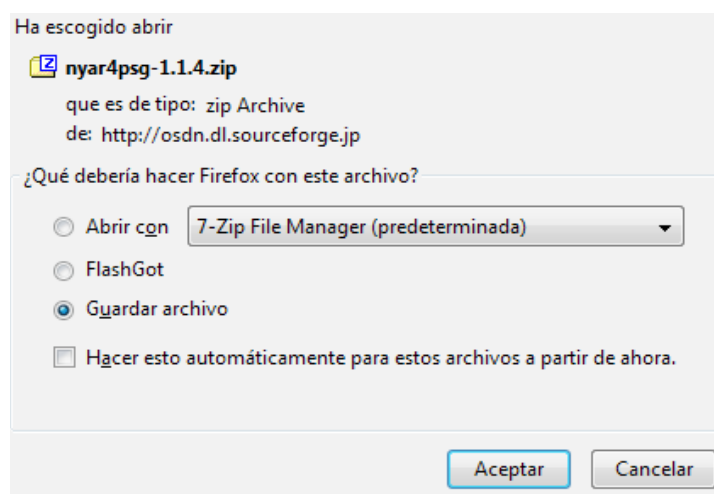 Ha escogido abrir
nyar4psg-1.1.4.zip
que es de tipo: zip Archive
de: http://osdn.dl.sourceforge.jp
¿Qué debería hacer Firefox con este archivo?
Abrir con 7-Zip File Manager (predeterminada)
FlashGot
Guardar archivo
Hacer esto automáticamente para estos archivos a partir de ahora.
Aceptar Cancelar